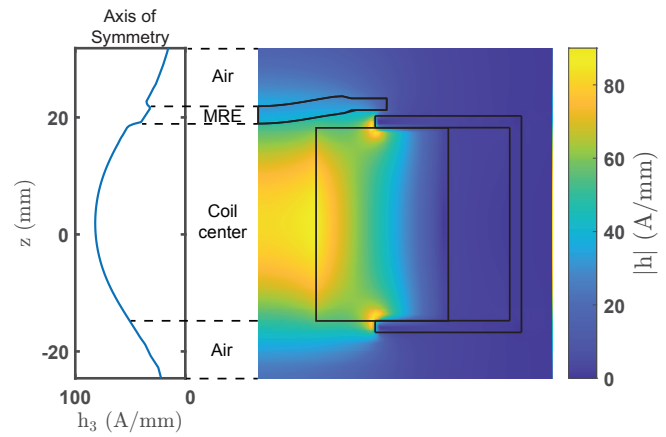 Axis of
Symmetry
Air
MRE
Coil
center
Air
20
0
-20
z (mm)
100
0
h₃ (A/mm)
80
60
40
20
0
|h| (A/mm)